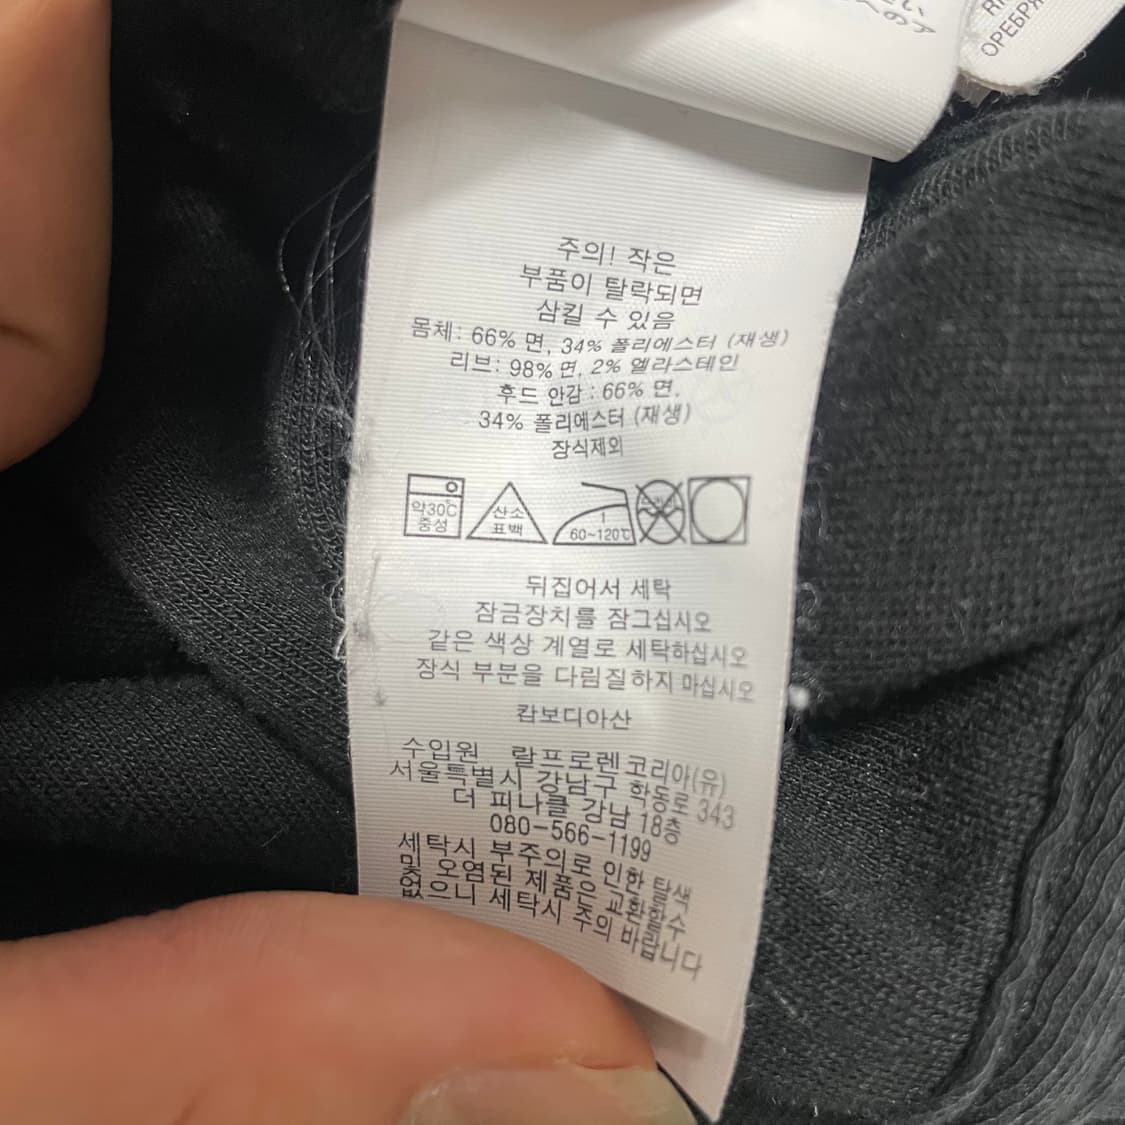 ОРЕБРЯ
주의! 작은
부품이 탈락되면
삼킬 수 있음
몸체: 66% 면, 34% 폴리에스터 (재생)
리브: 98% 면, 2% 엘라스테인
후드 안감 : 66% 면,
34% 폴리에스터 (재생)
장식제외
약30℃
중성
산소
표백
60~120℃
뒤집어서 세탁
잠금장치를 잠그십시오
같은 색상 계열로 세탁하십시오
장식 부분을 다림질하지 마십시오
캄보디아산
수입원 랄프로렌코리아(유)
서울특별시 강남구 학동로 343
더 피나클 강남 18층
080-566-1199
세탁시 부주의로 인한 탈색
및 오염된 제품은 교환할수
없으니 세탁시 주의 바랍니다